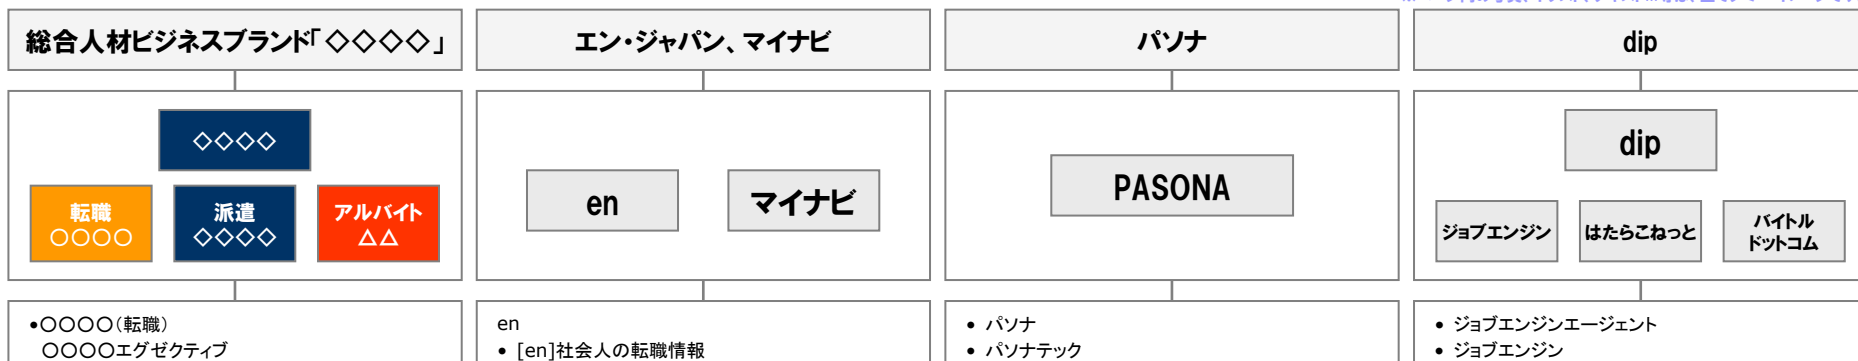 総合人材ビジネスブランド「◇◇◇◇」
◇◇◇◇
転職
○○○○
派遣
◇◇◇◇
アルバイト
△△
•○○○○（転職）
○○○○エグゼクティブ
エン・ジャパン、マイナビ
en
マイナビ
en
• [en]社会人の転職情報
パソナ
PASONA
• パソナ
• パソナテック
dip
dip
ジョブエンジン
はたらこねっと
バイトル
ドットコム
• ジョブエンジンエージェント
• ジョブエンジン